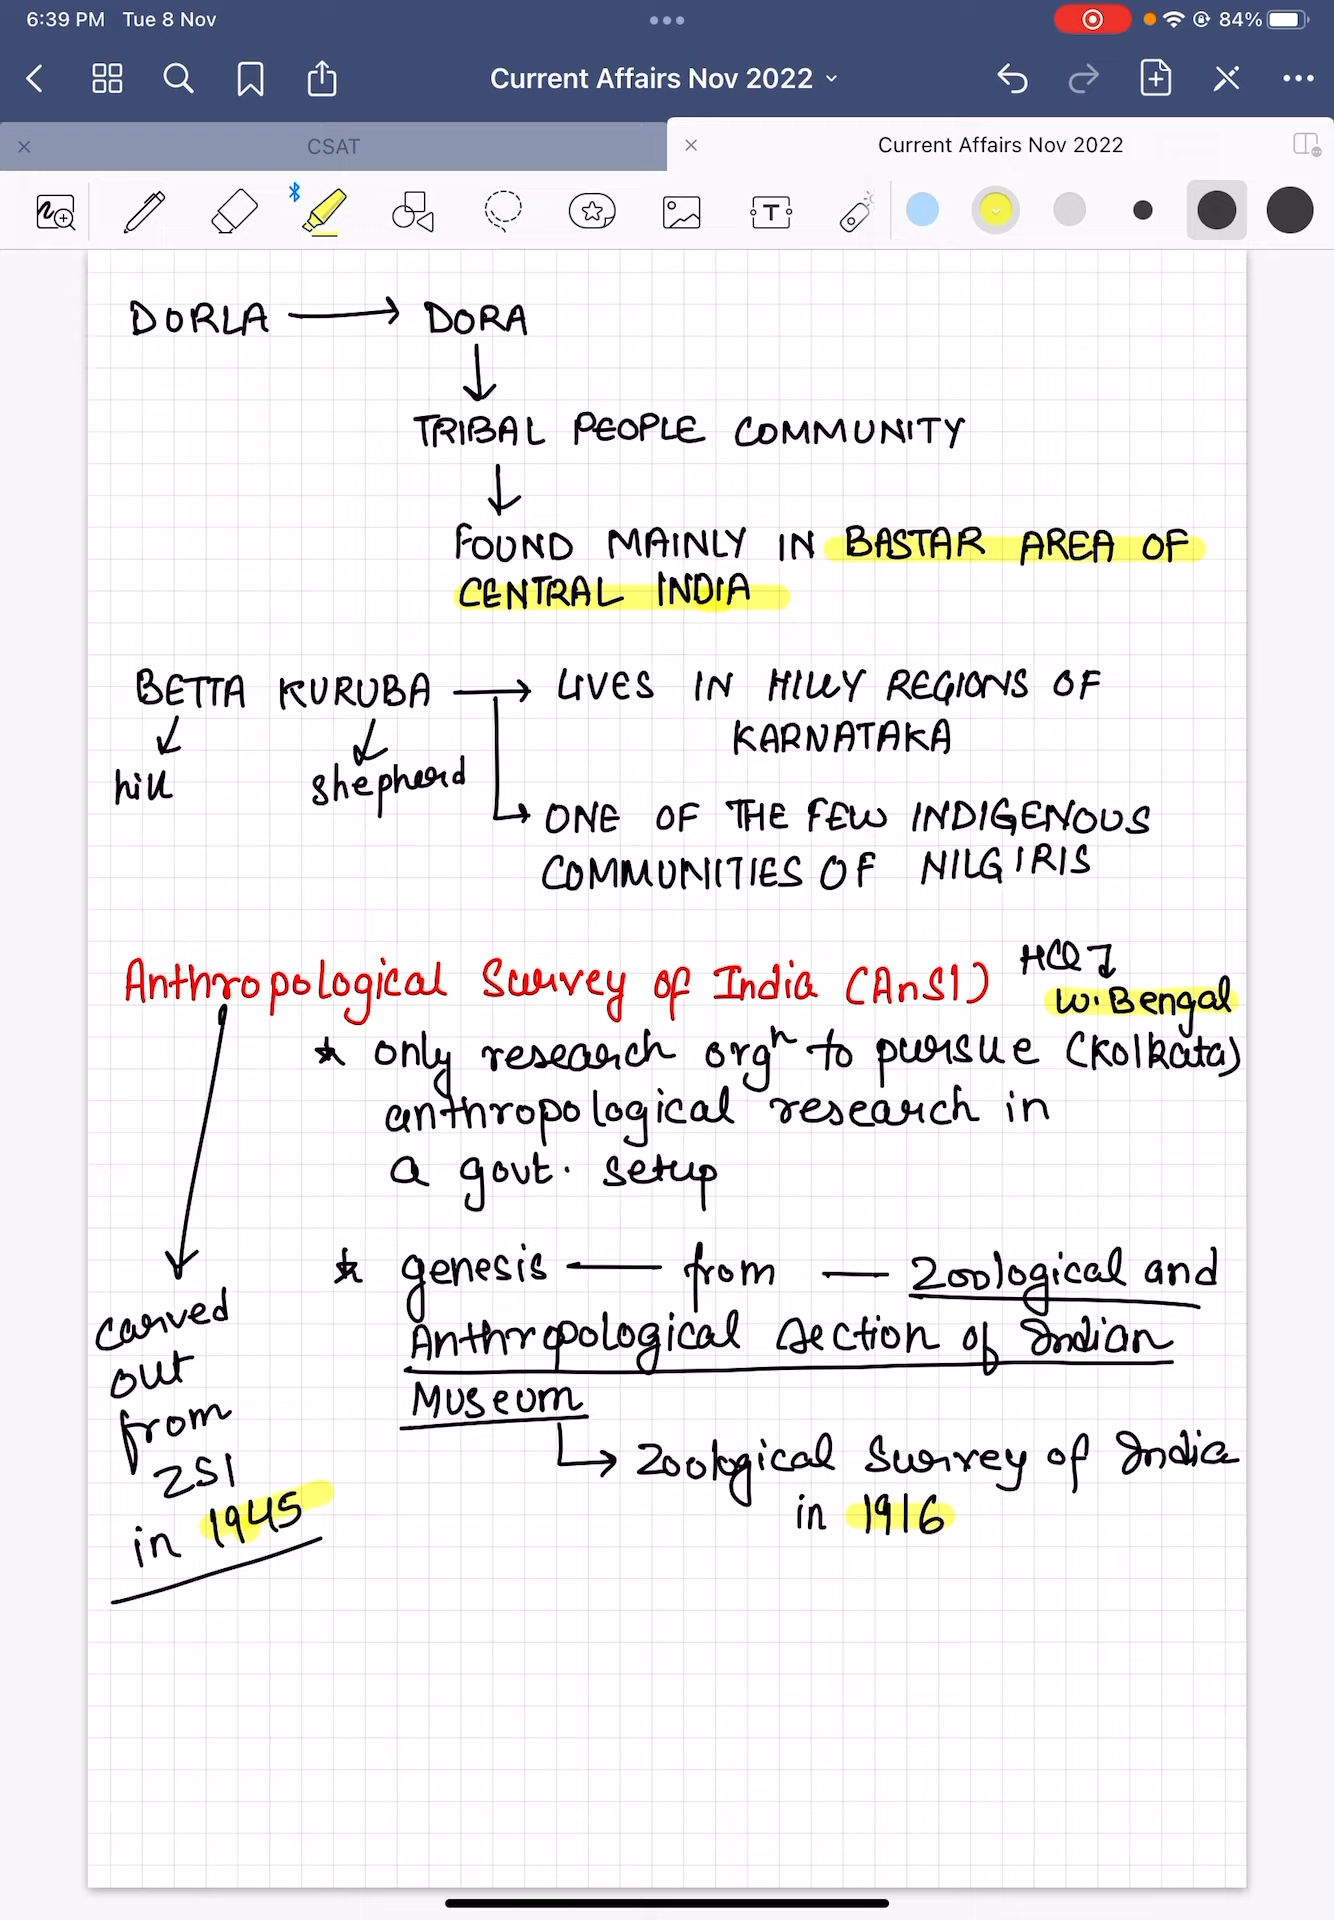 6:39 PM Tue 8 Nov
84%
Current Affairs Nov 2022
CSAT
Current Affairs Nov 2022
T
DORLA → DORA
↓
TRIBAL PEOPLE COMMUNITY
↓
FOUND MAINLY IN BASTAR AREA OF
CENTRAL INDIA
BETTA KURUBA → LIVES IN HILLY REGIONS OF
KARNATAKA
hill
shepherd
↳ ONE OF THE FEW INDIGENOUS
COMMUNITIES OF NILGIRIS
Anthropological Survey of India (AnSI)
HCQ
W. Bengal
(Kolkata)
* only research orgn to pursue
anthropological research in
a govt. setup
* genesis — from — Zoological and
Anthropological section of Indian
Museum
↳ Zoological Survey of India
in 1916
carved
out
from
ZSI
in 1945